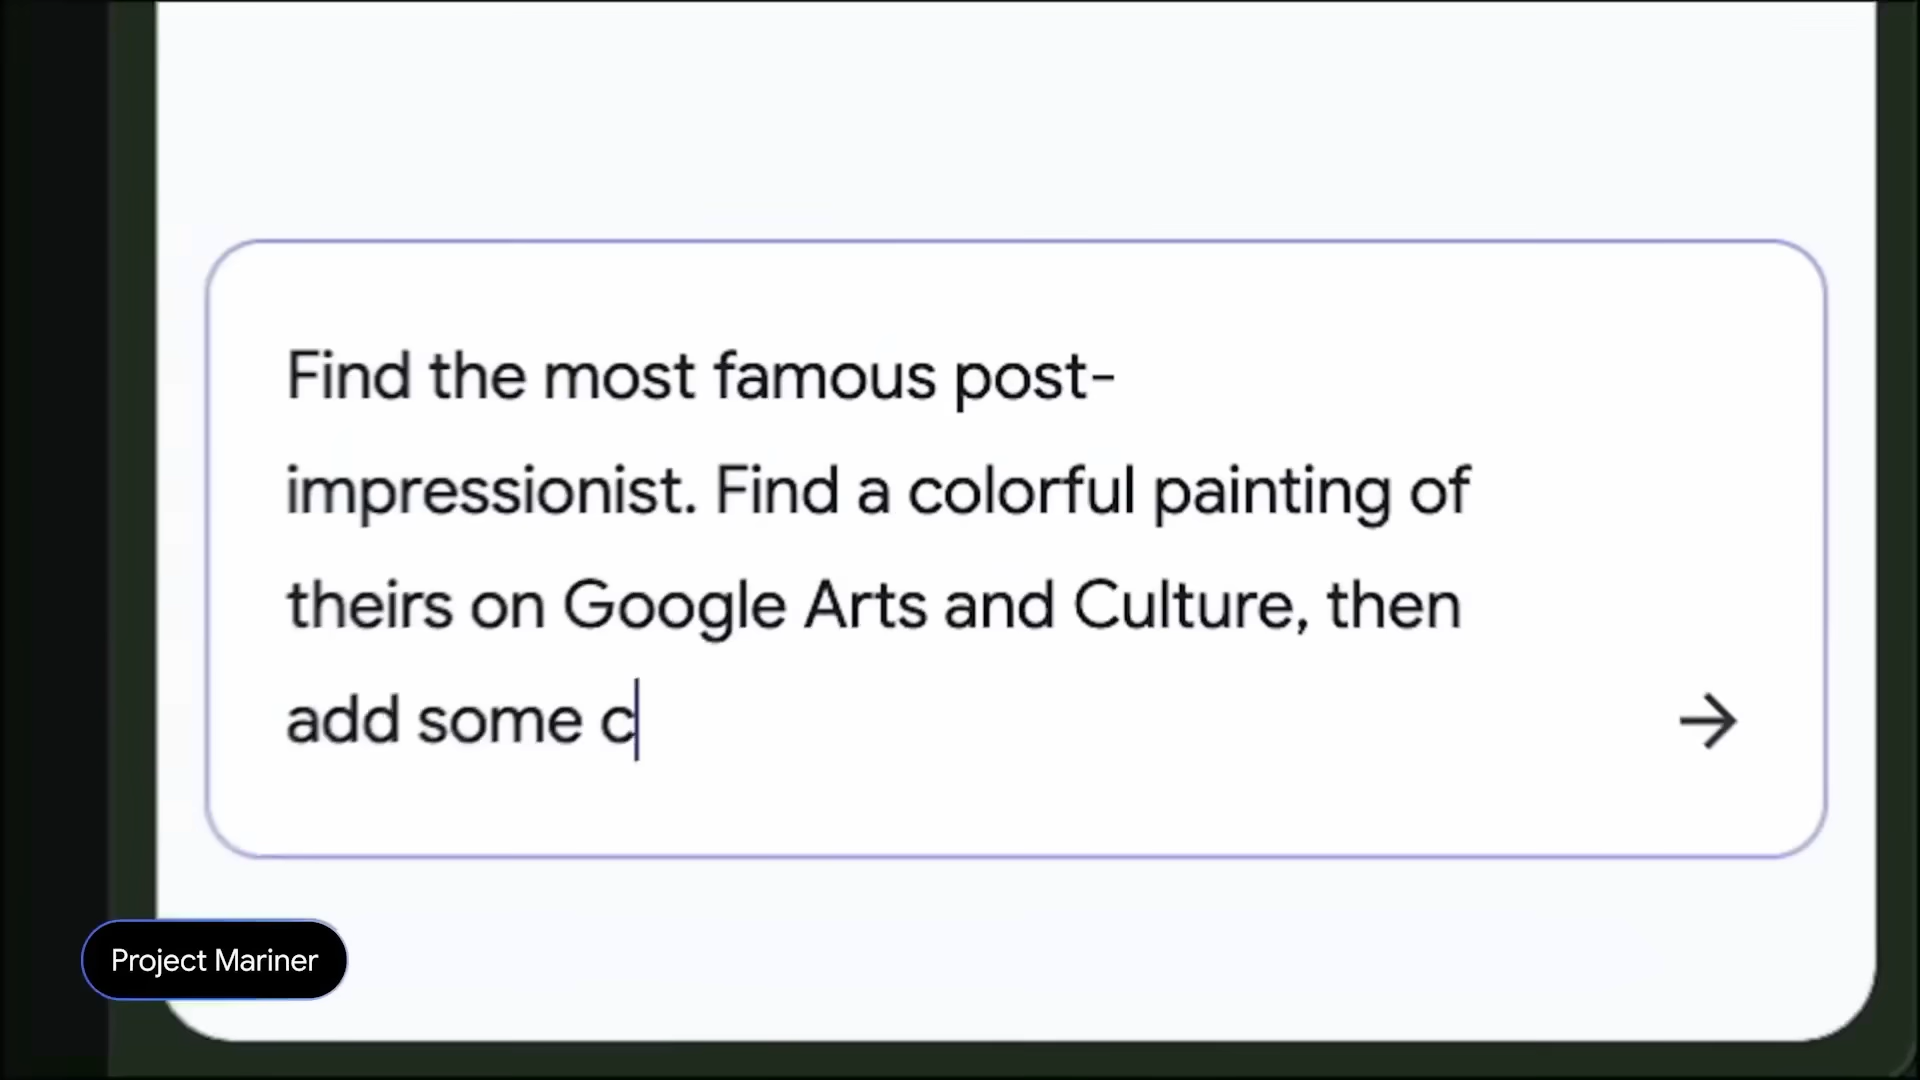 Find the most famous post-
impressionist. Find a colorful painting of
theirs on Google Arts and Culture, then
add some c
Project Mariner